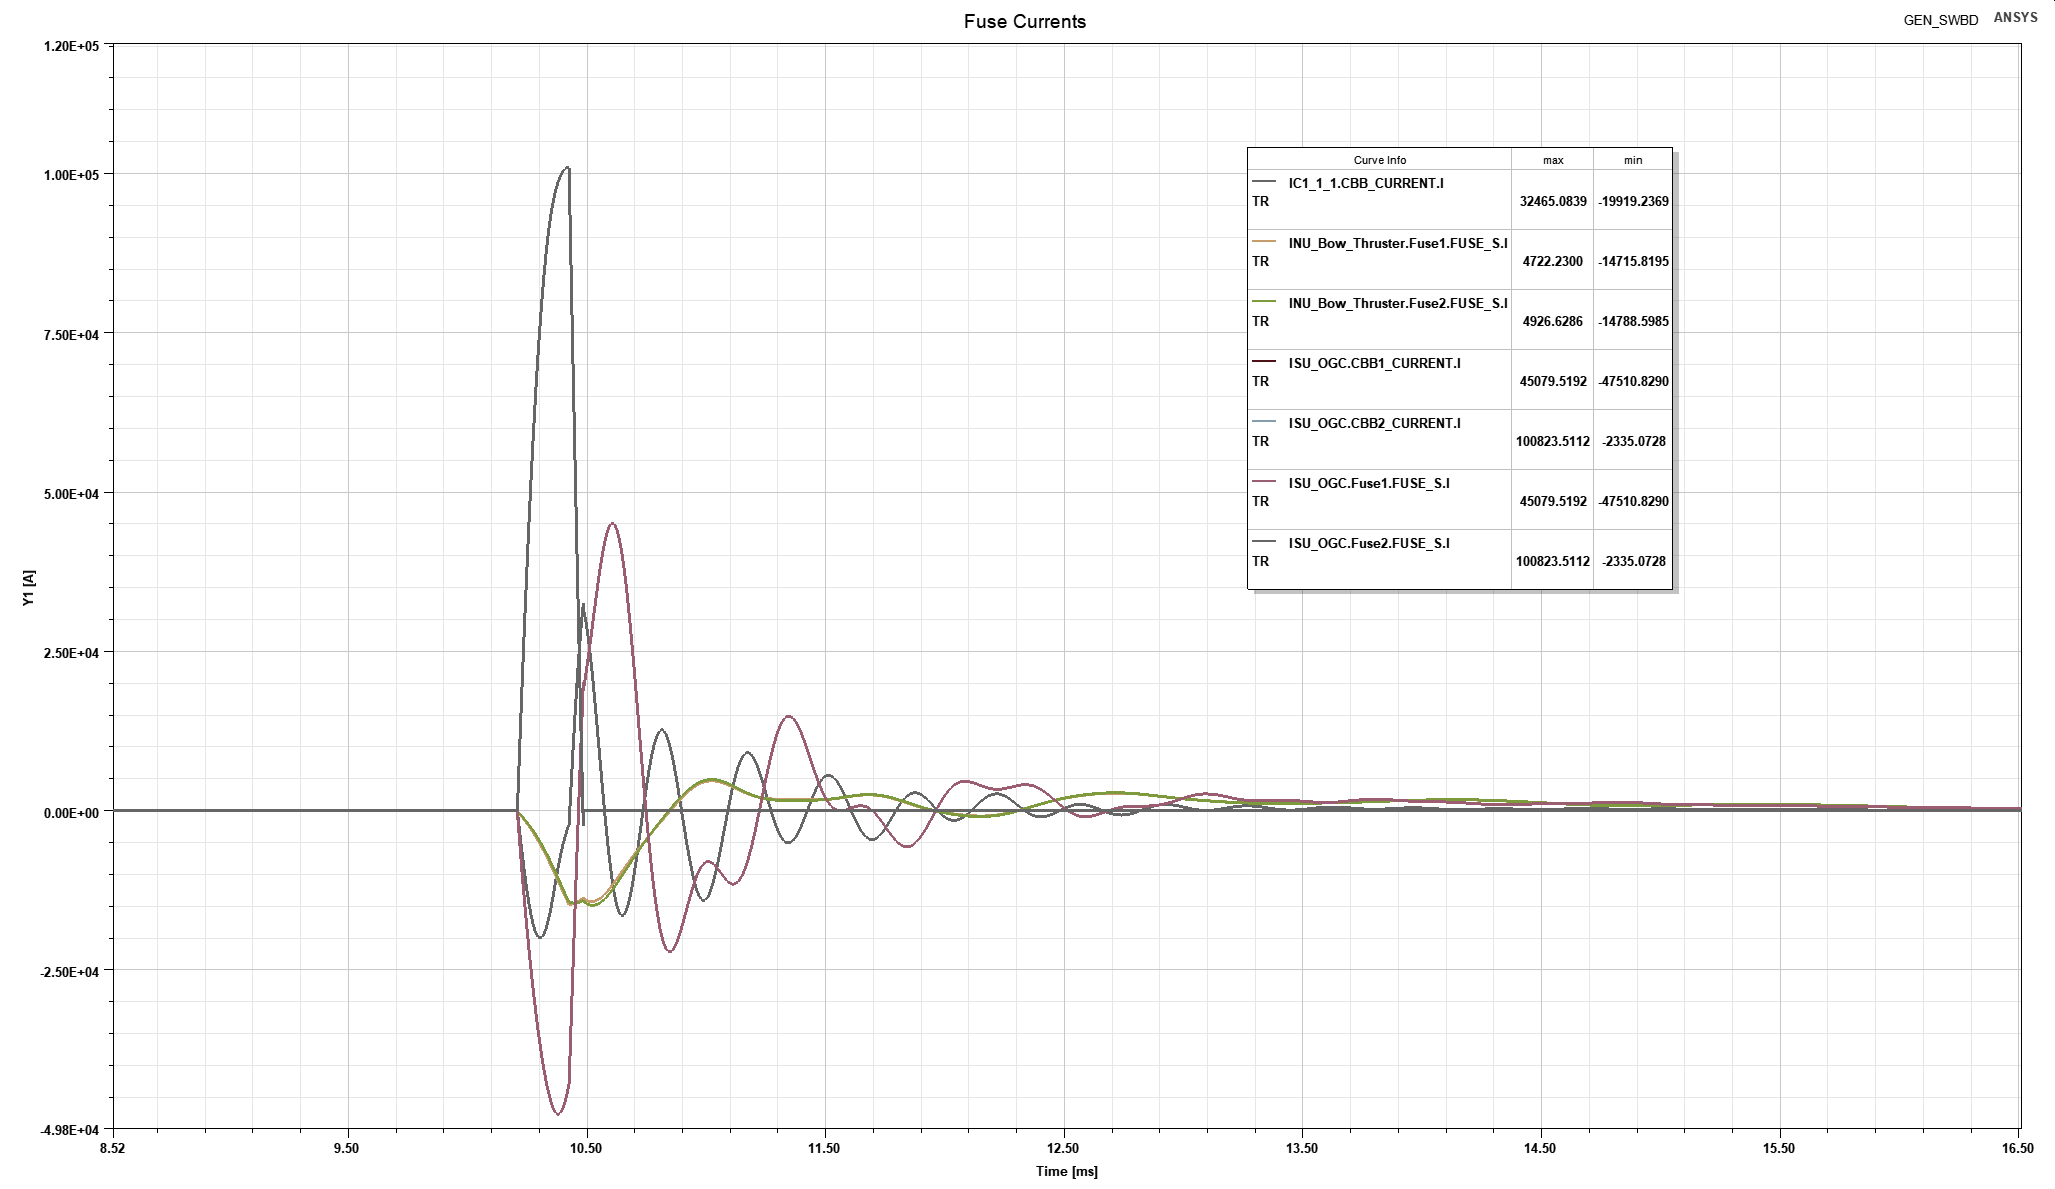 Fuse Currents
GEN_SWBD
ANSYS
1.20E+05
1.00E+05
7.50E+04
5.00E+04
2.50E+04
0.00E+00
-2.50E+04
-4.98E+04
Y1 [A]
Curve Info max min
IC1_1_1.CBB_CURRENT.I
TR 32465.0839 -19919.2369
INU_Bow_Thruster.Fuse1.FUSE_S.I
TR 4722.2300 -14715.8195
INU_Bow_Thruster.Fuse2.FUSE_S.I
TR 4926.6286 -14788.5985
ISU_OGC.CBB1_CURRENT.I
TR 45079.5192 -47510.8290
ISU_OGC.CBB2_CURRENT.I
TR 100823.5112 -2335.0728
ISU_OGC.Fuse1.FUSE_S.I
TR 45079.5192 -47510.8290
ISU_OGC.Fuse2.FUSE_S.I
TR 100823.5112 -2335.0728
8.52 9.50 10.50 11.50 12.50 13.50 14.50 15.50 16.50
Time [ms]